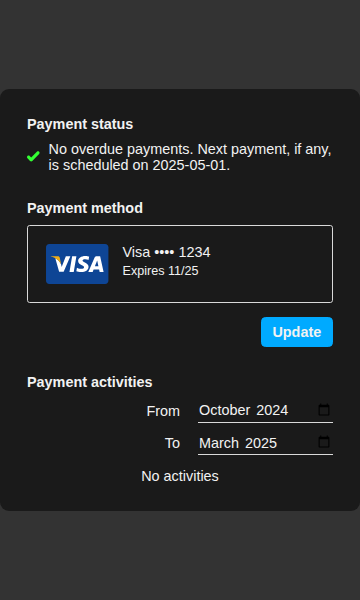 Payment status
No overdue payments. Next payment, if any,
is scheduled on 2025-05-01.
Payment method
VISA
Visa •••• 1234
Expires 11/25
Update
Payment activities
From October 2024
To March 2025
No activities